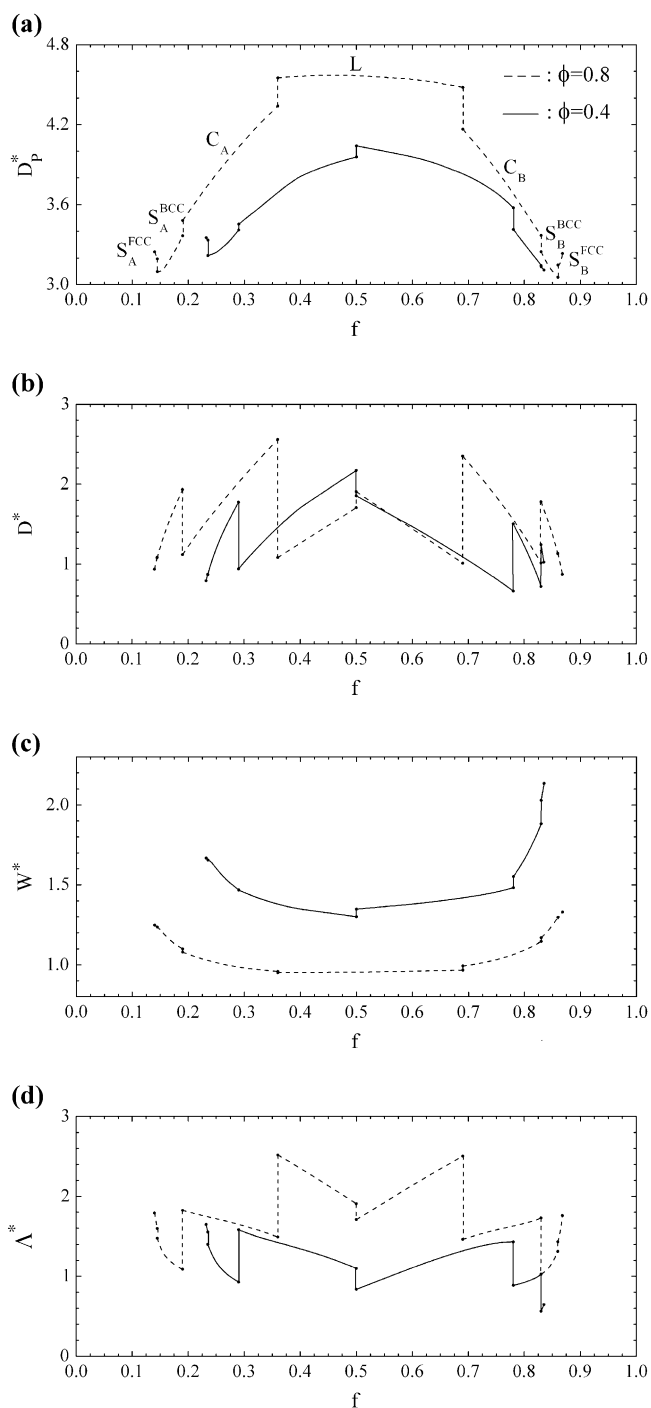 (a)
4.8
4.2
3.6
3.0
D_P^*
L
C_A
C_B
S_A^BCC
S_A^FCC
S_B^BCC
S_B^FCC
: ϕ=0.8
: ϕ=0.4
0.0 0.1 0.2 0.3 0.4 0.5 0.6 0.7 0.8 0.9 1.0
f
(b)
3
2
1
0
D*
0.0 0.1 0.2 0.3 0.4 0.5 0.6 0.7 0.8 0.9 1.0
f
(c)
2.0
1.5
1.0
W*
0.0 0.1 0.2 0.3 0.4 0.5 0.6 0.7 0.8 0.9 1.0
f
(d)
3
2
1
0
Λ*
0.0 0.1 0.2 0.3 0.4 0.5 0.6 0.7 0.8 0.9 1.0
f